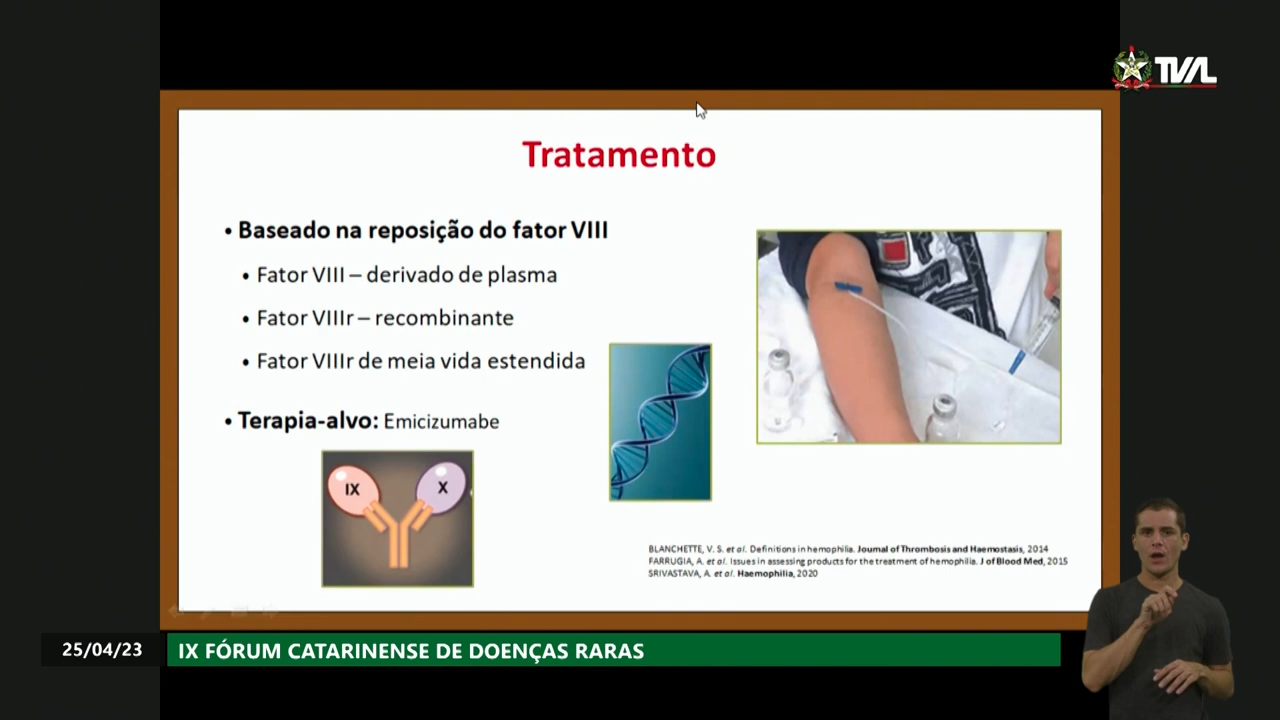 TVAL
Tratamento
• Baseado na reposição do fator VIII
• Fator VIII – derivado de plasma
• Fator VIIIr – recombinante
• Fator VIIIr de meia vida estendida
• Terapia-alvo: Emicizumabe
IX X
BLANCHETTE, V. S. et al. Definitions in hemophilia. Journal of Thrombosis and Haemostasis, 2014
FARRUGIA, A. et al. Issues in assessing products for the treatment of hemophilia. J of Blood Med, 2015
SRIVASTAVA, A. et al. Haemophilia, 2020
25/04/23 IX FÓRUM CATARINENSE DE DOENÇAS RARAS